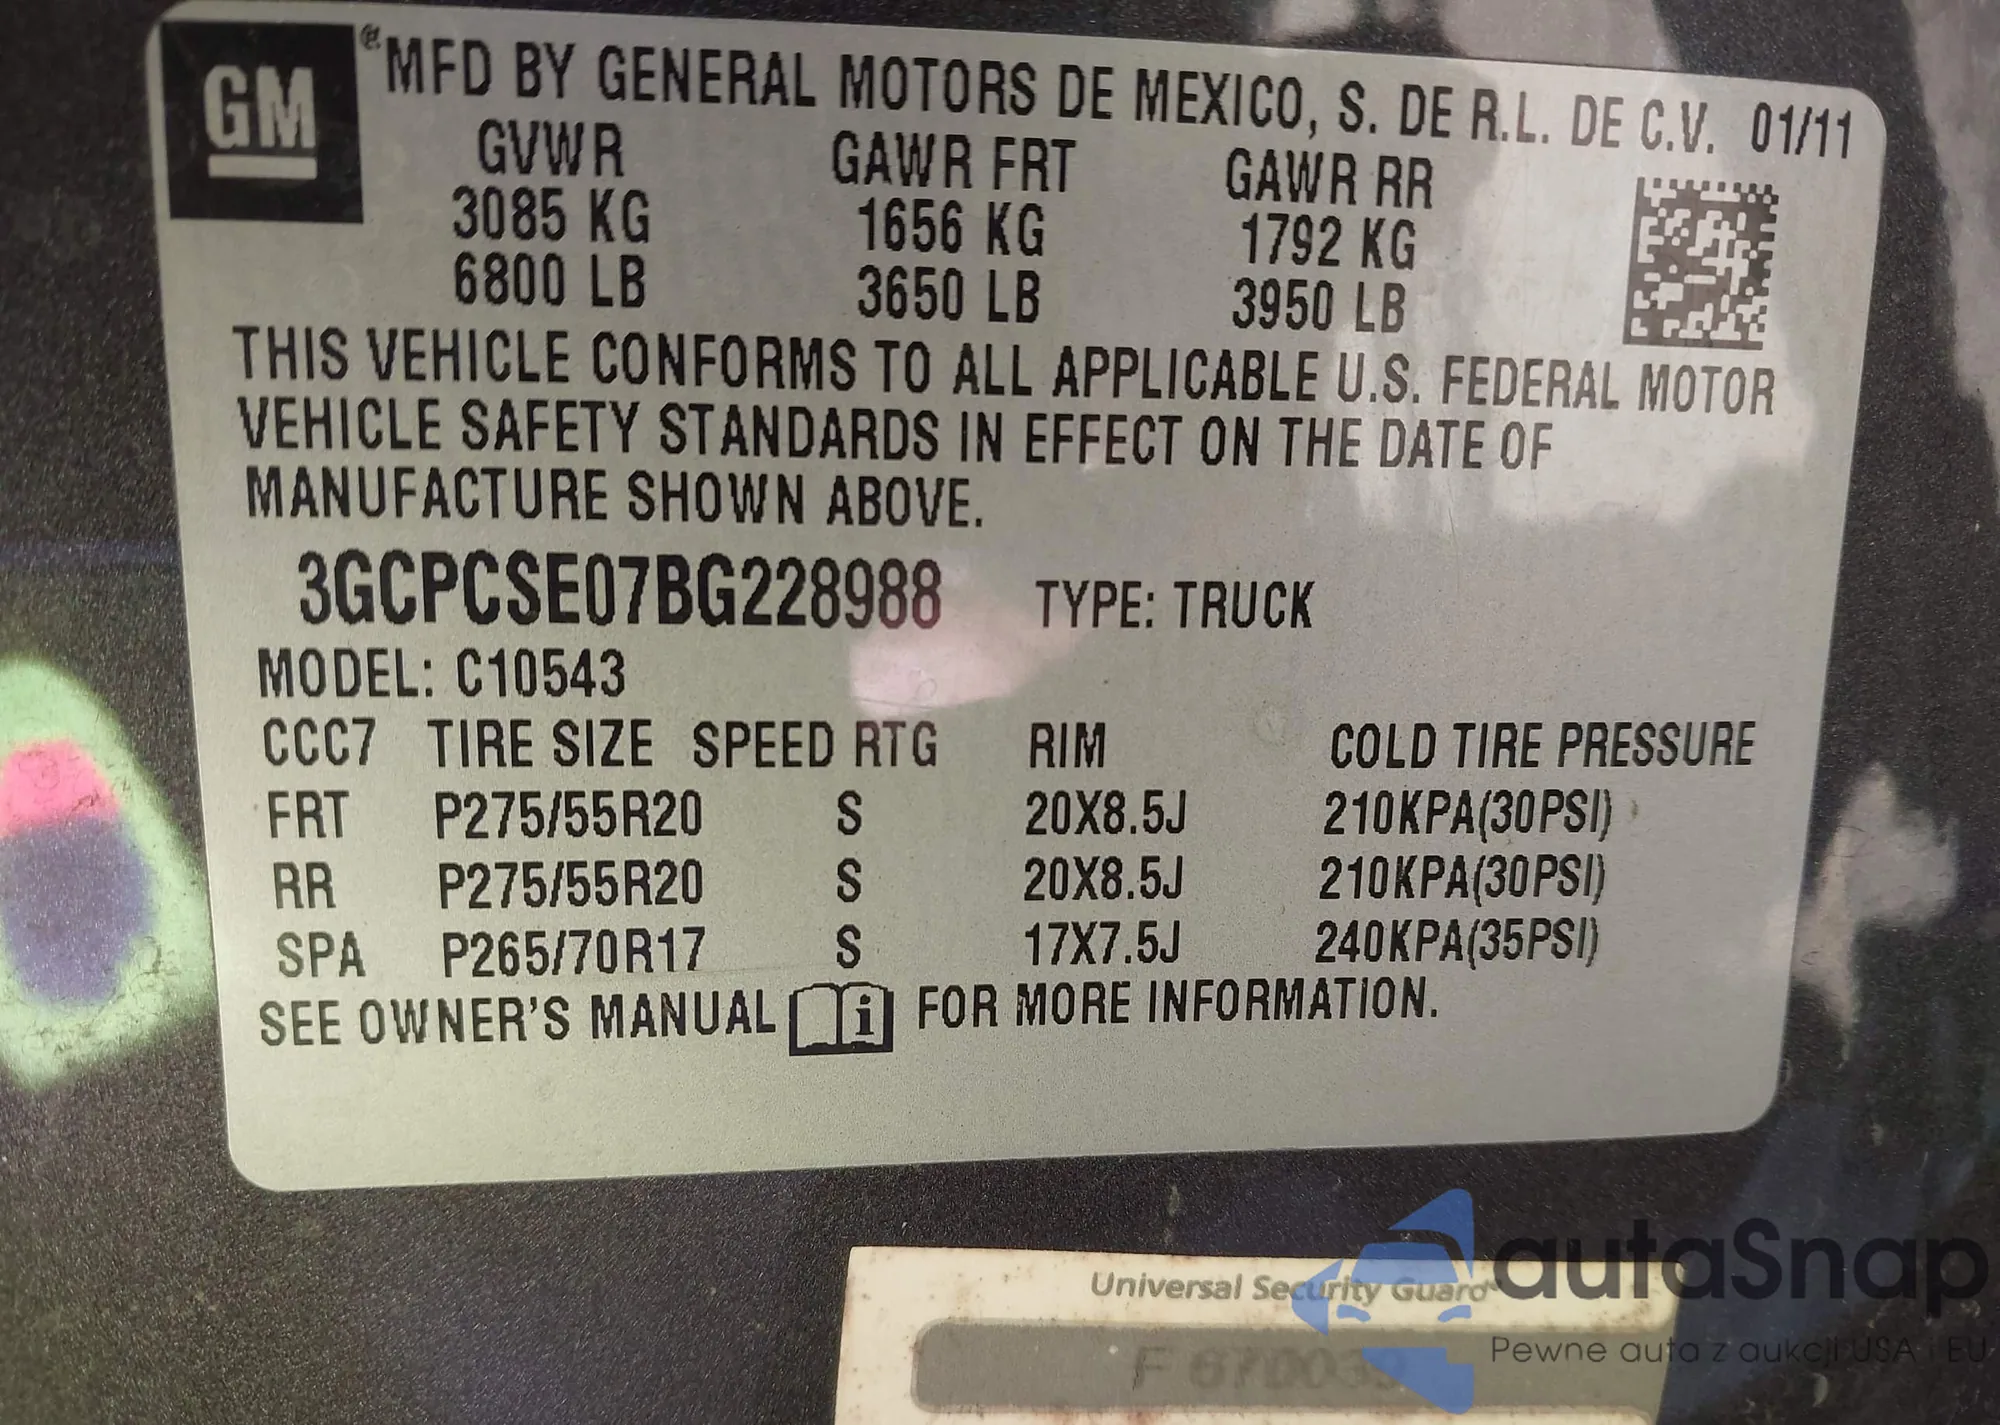 GM
MFD BY GENERAL MOTORS DE MEXICO, S. DE R.L. DE C.V. 01/11
GVWR GAWR FRT GAWR RR
3085 KG 1656 KG 1792 KG
6800 LB 3650 LB 3950 LB
THIS VEHICLE CONFORMS TO ALL APPLICABLE U.S. FEDERAL MOTOR
VEHICLE SAFETY STANDARDS IN EFFECT ON THE DATE OF
MANUFACTURE SHOWN ABOVE.
3GCPCSE07BG228988 TYPE: TRUCK
MODEL: C10543
CCC7 TIRE SIZE SPEED RTG RIM COLD TIRE PRESSURE
FRT P275/55R20 S 20X8.5J 210KPA(30PSI)
RR P275/55R20 S 20X8.5J 210KPA(30PSI)
SPA P265/70R17 S 17X7.5J 240KPA(35PSI)
SEE OWNER'S MANUAL i FOR MORE INFORMATION.
Universal Security Guard
autaSnap
Pewne auta z aukcji USA i EU